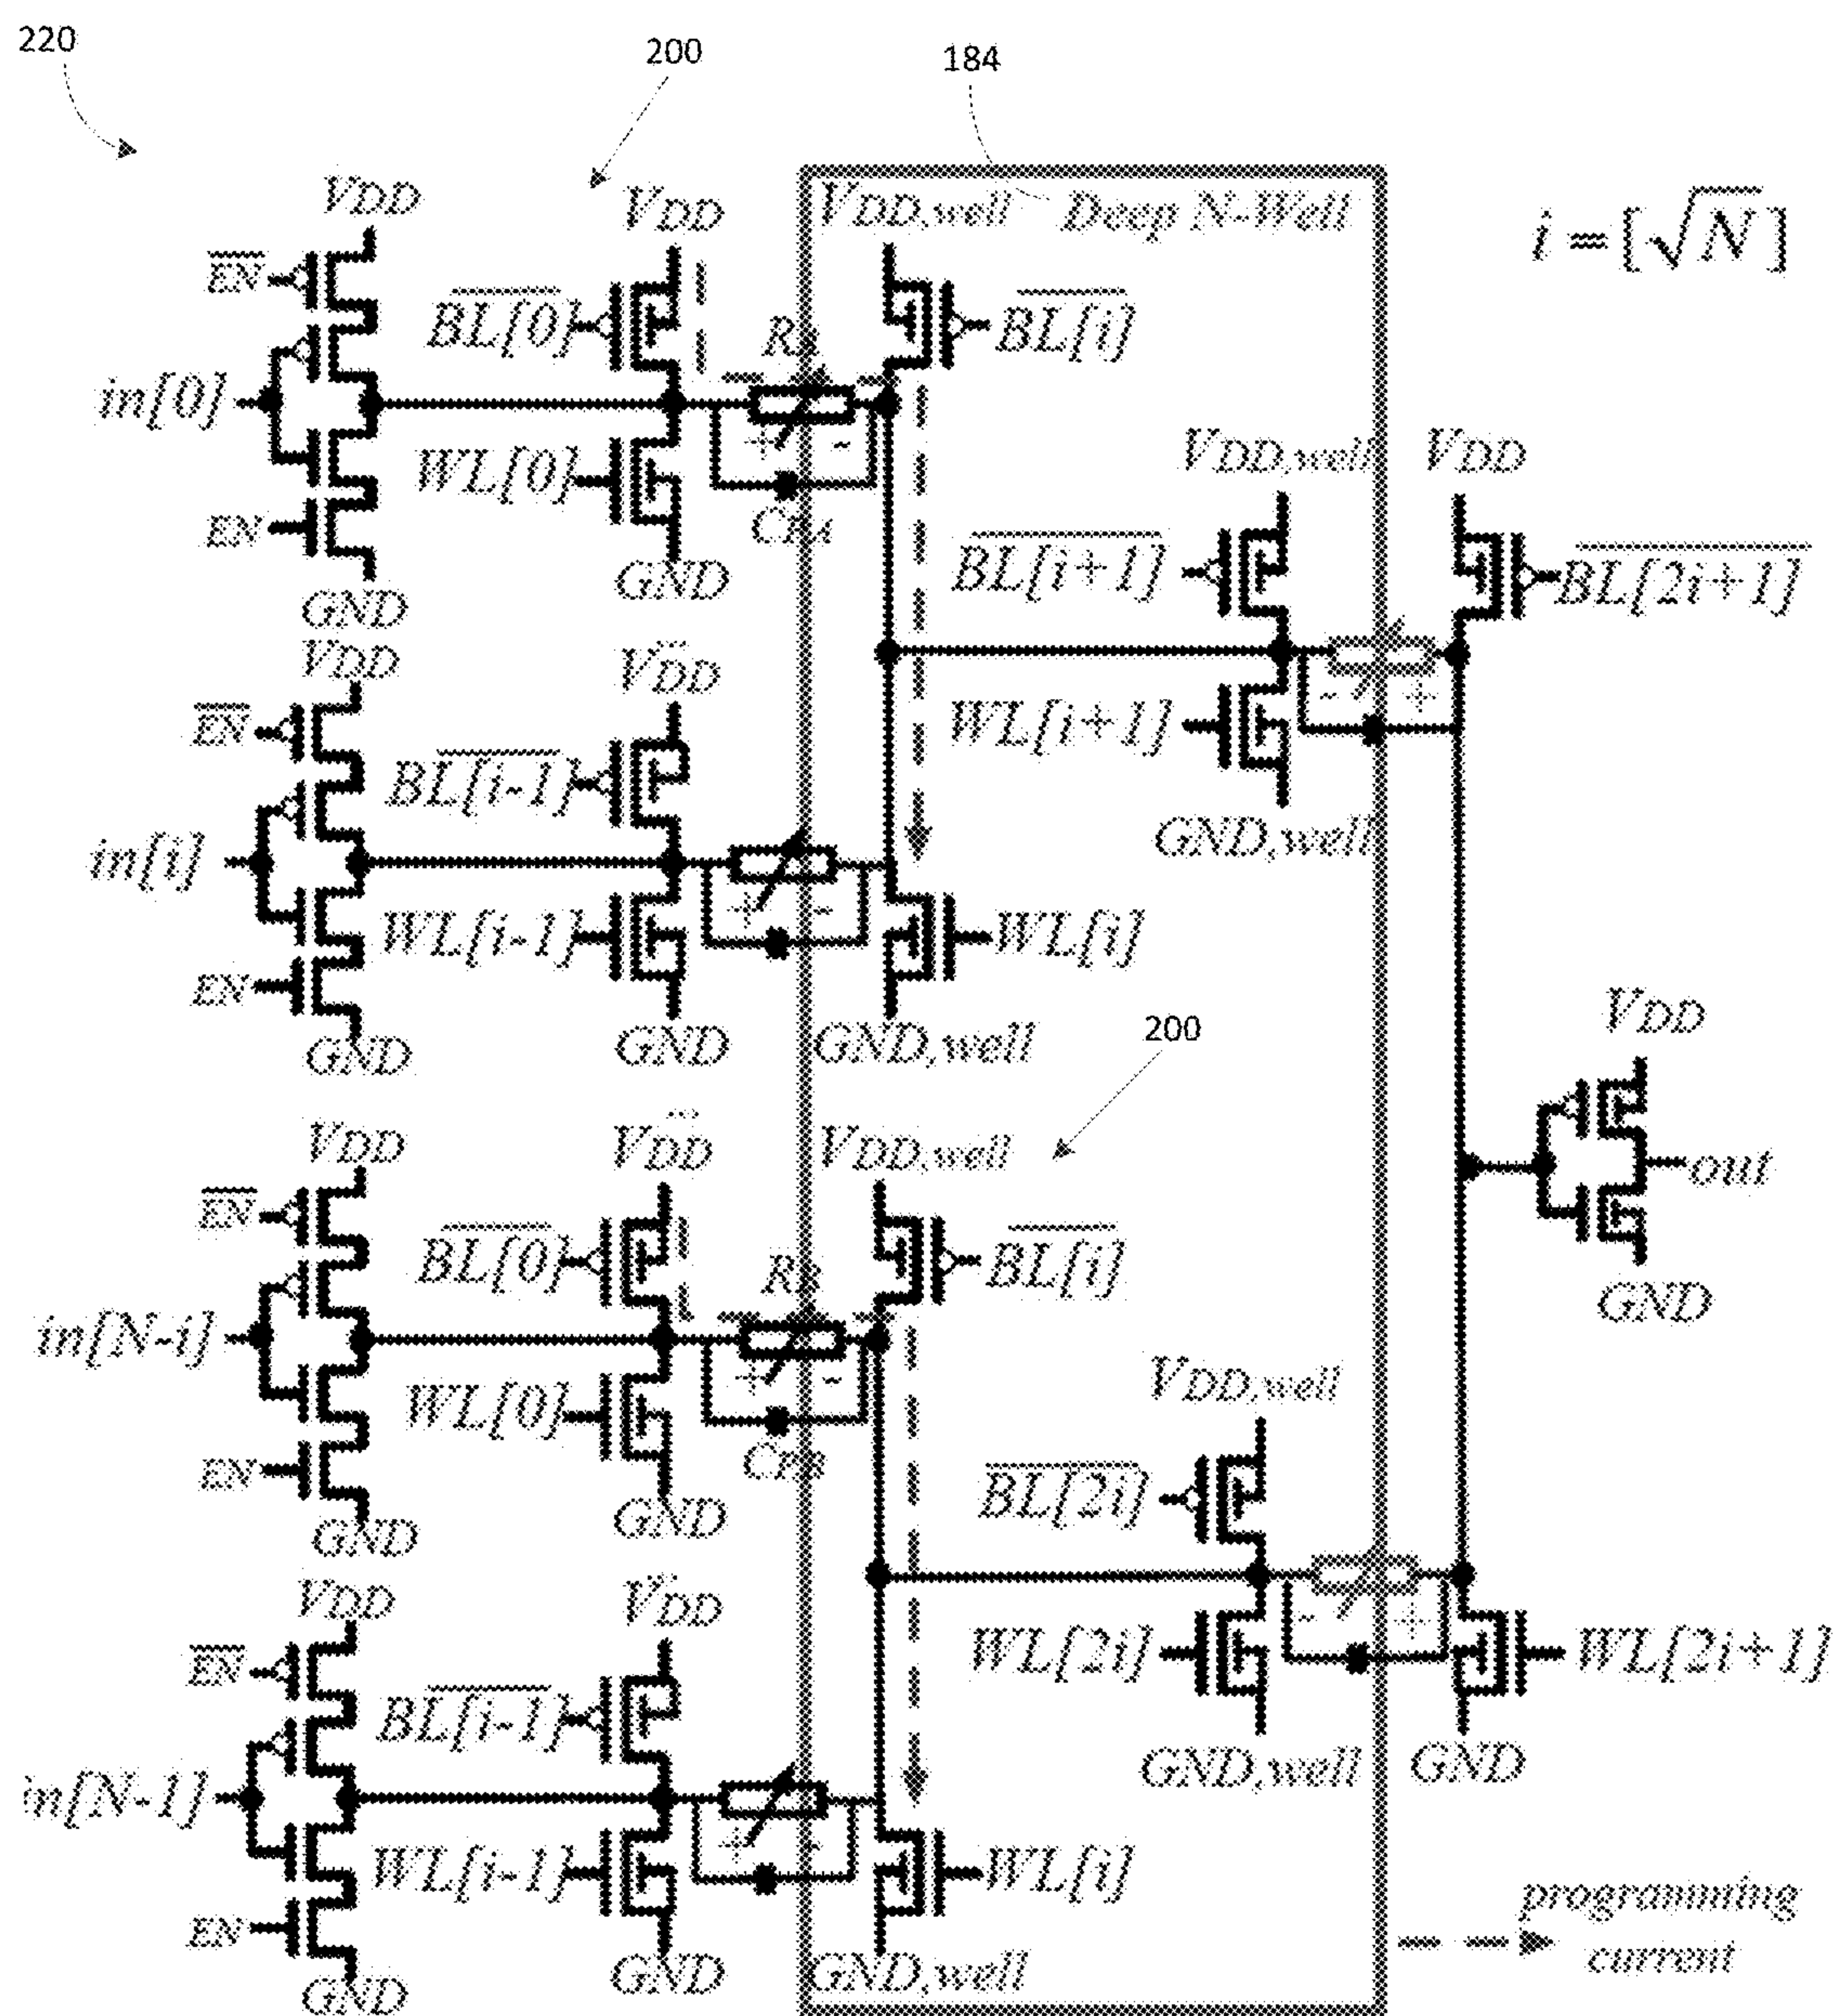 220
200
184
VDD
VDD
VDD,well
Deep N-Well
i = [√N]
EN
BL[0]
BL[i]
in[0]
WL[0]
EN
GND
GND
VDD,well
VDD
BL[i+1]
BL[2i+1]
VDD
VDD
EN
BL[i-1]
WL[i+1]
+
-
-
+
GND,well
in[i]
+
-
WL[i-1]
WL[i]
EN
GND
GND
GND,well
200
VDD
VDD
VDD
VDD,well
EN
BL[0]
BL[i]
out
in[N-i]
+
-
GND
WL[0]
VDD,well
EN
GND
GND
BL[2i]
VDD
VDD
EN
BL[i-1]
WL[2i]
-
+
WL[2i+1]
in[N-1]
+
-
GND,well
GND
WL[i-1]
WL[i]
EN
GND
GND
GND,well
programming
current